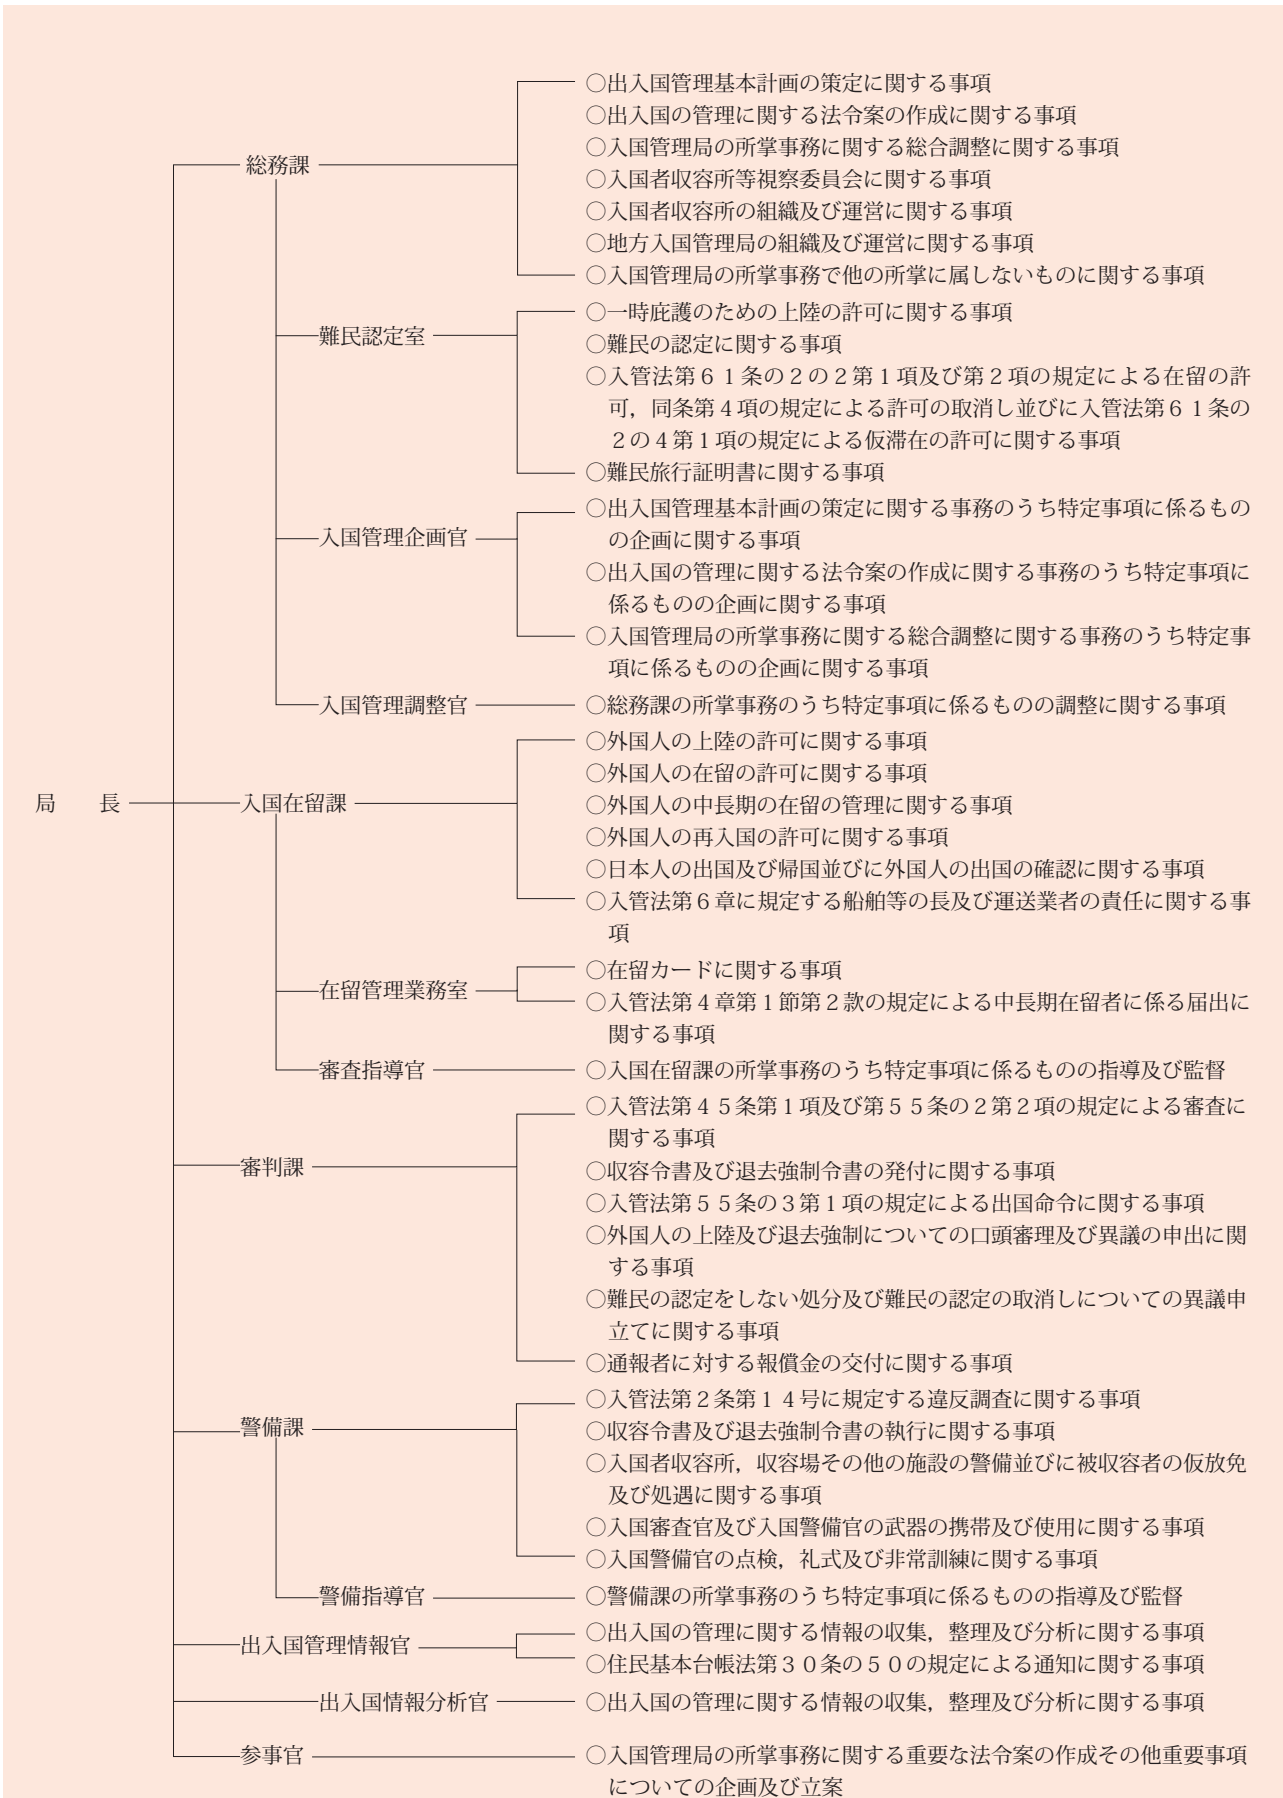 ○出入国管理基本計画の策定に関する事項
○出入国の管理に関する法令案の作成に関する事項
○入国管理局の所掌事務に関する総合調整に関する事項
総務課
○入国者収容所等視察委員会に関する事項
○入国者収容所の組織及び運営に関する事項
○地方入国管理局の組織及び運営に関する事項
○入国管理局の所掌事務で他の所掌に属しないものに関する事項
○一時庇護のための上陸の許可に関する事項
難民認定室
○難民の認定に関する事項
○入管法第61条の2の2第1項及び第2項の規定による在留の許
可，同条第4項の規定による許可の取消し並びに入管法第61条の
2の4第1項の規定による仮滞在の許可に関する事項
○難民旅行証明書に関する事項
○出入国管理基本計画の策定に関する事務のうち特定事項に係るもの
入国管理企画官
の企画に関する事項
○出入国の管理に関する法令案の作成に関する事務のうち特定事項に
係るものの企画に関する事項
○入国管理局の所掌事務に関する総合調整に関する事務のうち特定事
項に係るものの企画に関する事項
入国管理調整官
○総務課の所掌事務のうち特定事項に係るものの調整に関する事項
○外国人の上陸の許可に関する事項
○外国人の在留の許可に関する事項
局　　長
入国在留課
○外国人の中長期の在留の管理に関する事項
○外国人の再入国の許可に関する事項
○日本人の出国及び帰国並びに外国人の出国の確認に関する事項
○入管法第6章に規定する船舶等の長及び運送業者の責任に関する事
項
○在留カードに関する事項
在留管理業務室
○入管法第4章第1節第2款の規定による中長期在留者に係る届出に
関する事項
審査指導官
○入国在留課の所掌事務のうち特定事項に係るものの指導及び監督
○入管法第45条第1項及び第55条の2第2項の規定による審査に
関する事項
審判課
○収容令書及び退去強制令書の発付に関する事項
○入管法第55条の3第1項の規定による出国命令に関する事項
○外国人の上陸及び退去強制についての口頭審理及び異議の申出に関
する事項
○難民の認定をしない処分及び難民の認定の取消しについての異議申
立てに関する事項
○通報者に対する報償金の交付に関する事項
○入管法第2条第14号に規定する違反調査に関する事項
警備課
○収容令書及び退去強制令書の執行に関する事項
○入国者収容所，収容場その他の施設の警備並びに被収容者の仮放免
及び処遇に関する事項
○入国審査官及び入国警備官の武器の携帯及び使用に関する事項
○入国警備官の点検，礼式及び非常訓練に関する事項
警備指導官
○警備課の所掌事務のうち特定事項に係るものの指導及び監督
○出入国の管理に関する情報の収集，整理及び分析に関する事項
出入国管理情報官
○住民基本台帳法第30条の50の規定による通知に関する事項
出入国情報分析官
○出入国の管理に関する情報の収集，整理及び分析に関する事項
参事官
○入国管理局の所掌事務に関する重要な法令案の作成その他重要事項
についての企画及び立案